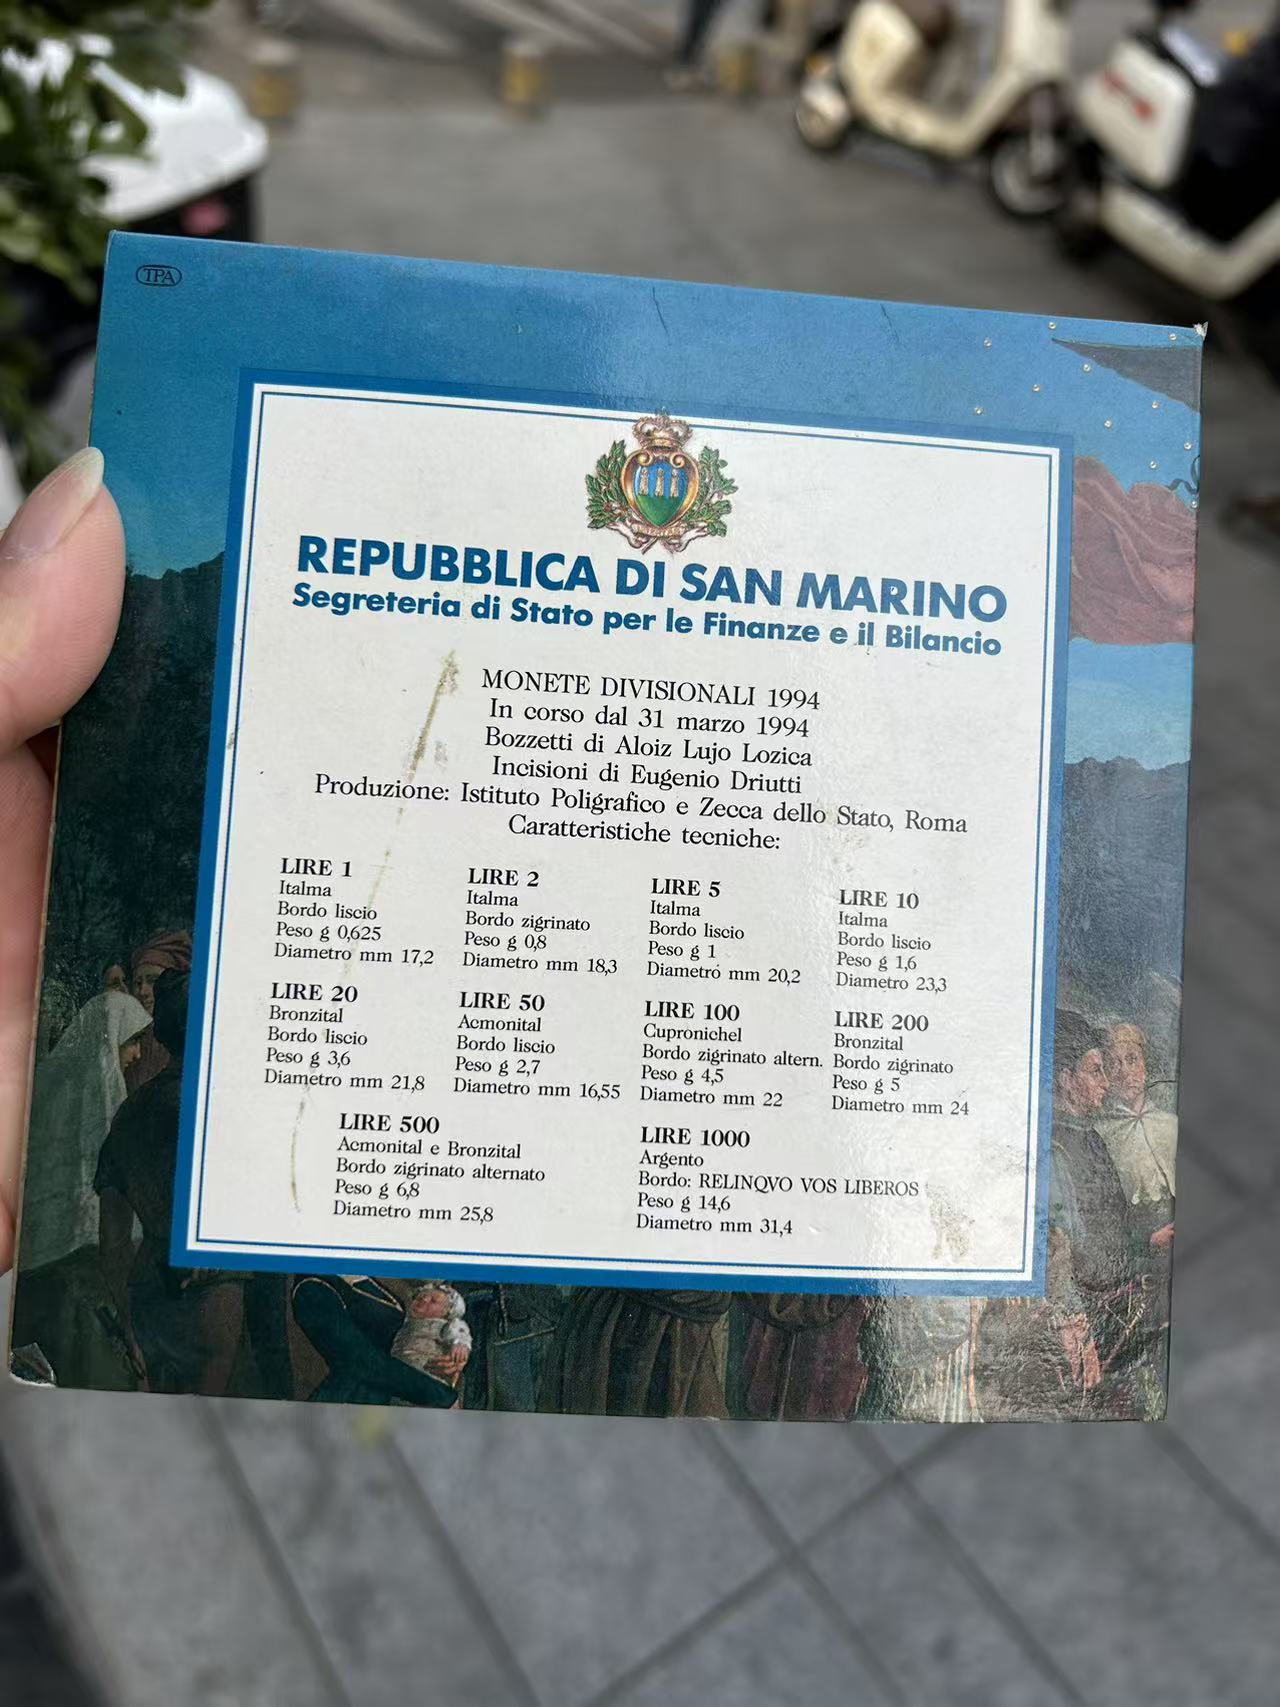 TPA
REPUBBLICA DI SAN MARINO
Segreteria di Stato per le Finanze e il Bilancio
MONETE DIVISIONALI 1994
In corso dal 31 marzo 1994
Bozzetti di Aloiz Lujo Lozica
Incisioni di Eugenio Driutti
Produzione: Istituto Poligrafico e Zecca dello Stato, Roma
Caratteristiche tecniche:
LIRE 1
Italma
Bordo liscio
Peso g 0,625
Diametro mm 17,2
LIRE 2
Italma
Bordo zigrinato
Peso g 0,8
Diametro mm 18,3
LIRE 5
Italma
Bordo liscio
Peso g 1
Diametro mm 20,2
LIRE 10
Italma
Bordo liscio
Peso g 1,6
Diametro 23,3
LIRE 20
Bronzital
Bordo liscio
Peso g 3,6
Diametro mm 21,8
LIRE 50
Acmonital
Bordo liscio
Peso g 2,7
Diametro mm 16,55
LIRE 100
Cupronichel
Bordo zigrinato altern.
Peso g 4,5
Diametro mm 22
LIRE 200
Bronzital
Bordo zigrinato
Peso g 5
Diametro mm 24
LIRE 500
Acmonital e Bronzital
Bordo zigrinato alternato
Peso g 6,8
Diametro mm 25,8
LIRE 1000
Argento
Bordo: RELINQVO VOS LIBEROS
Peso g 14,6
Diametro mm 31,4